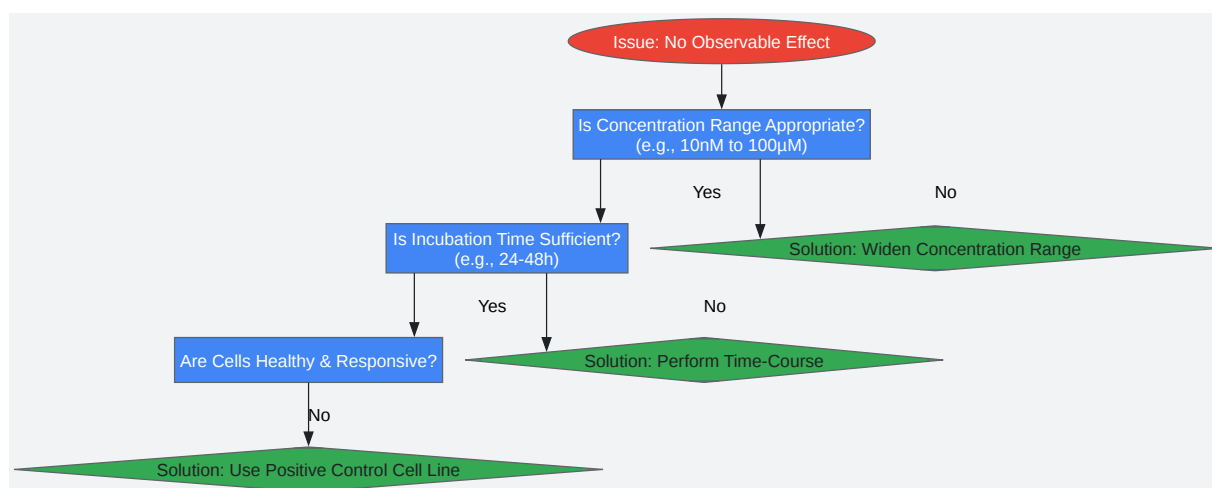 Issue: No Observable Effect
Is Concentration Range Appropriate?
(e.g., 10nM to 100µM)
Yes
No
Is Incubation Time Sufficient?
(e.g., 24-48h)
Solution: Widen Concentration Range
Yes
No
Are Cells Healthy & Responsive?
Solution: Perform Time-Course
No
Solution: Use Positive Control Cell Line